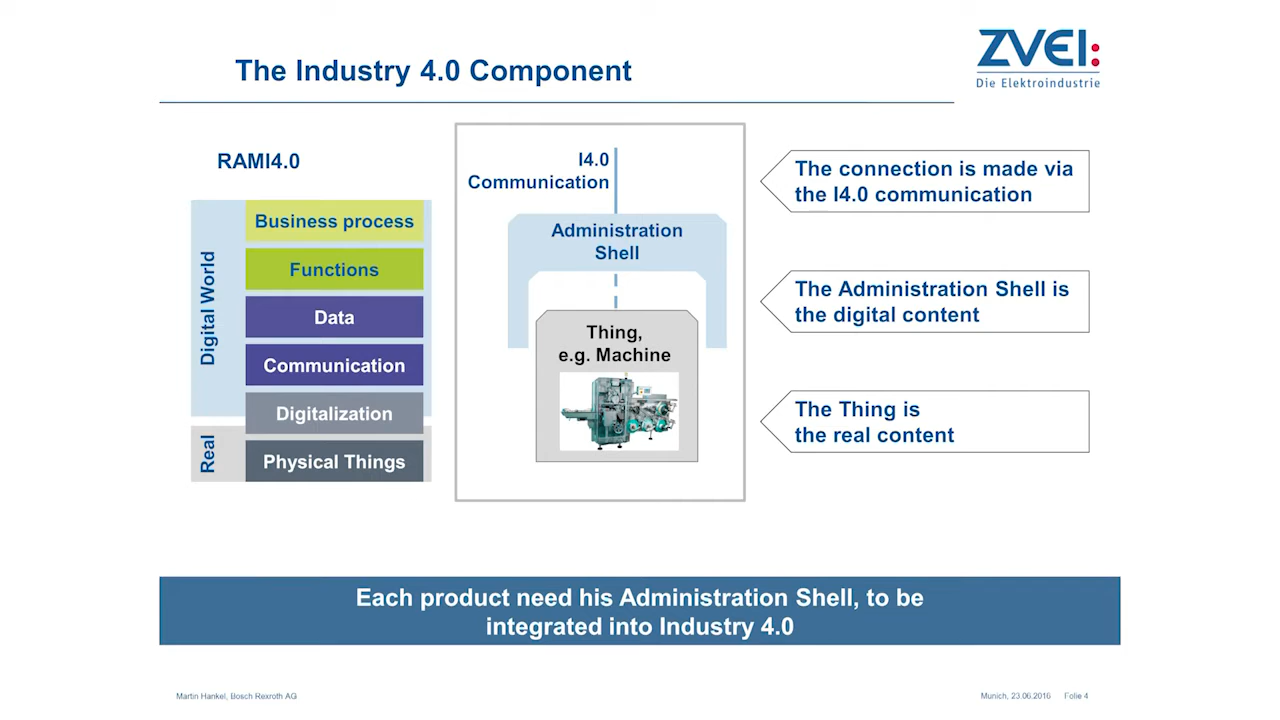 The Industry 4.0 Component
ZVEI:
Die Elektroindustrie
RAMI4.0
Digital World
Business process
Functions
Data
Communication
Digitalization
Real
Physical Things
I4.0
Communication
Administration
Shell
Thing,
e.g. Machine
The connection is made via
the I4.0 communication
The Administration Shell is
the digital content
The Thing is
the real content
Each product need his Administration Shell, to be
integrated into Industry 4.0
Martin Hankel, Bosch Rexroth AG
Munich, 23.06.2016 Folie 4